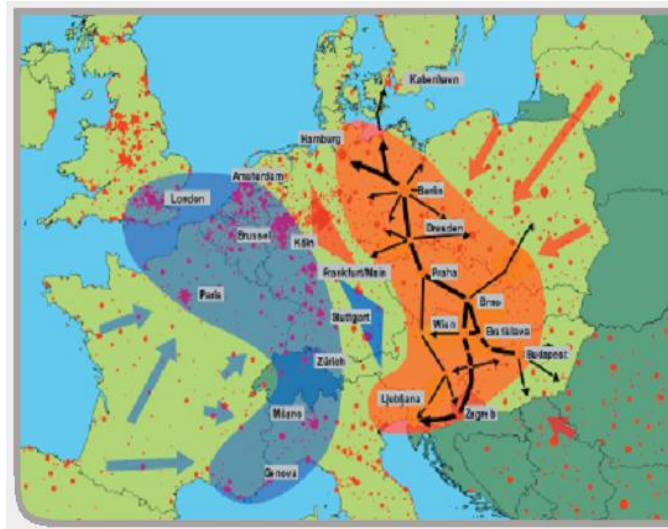 København
Hamburg
Amsterdam
Berlin
Londen
Dresden
Brussel
Köln
Frankfurt/Main
Praha
Paris
Brno
Stuttgart
Wien
Bratislava
Budapest
Zürich
Ljubljana
Milano
Zagreb
Genova